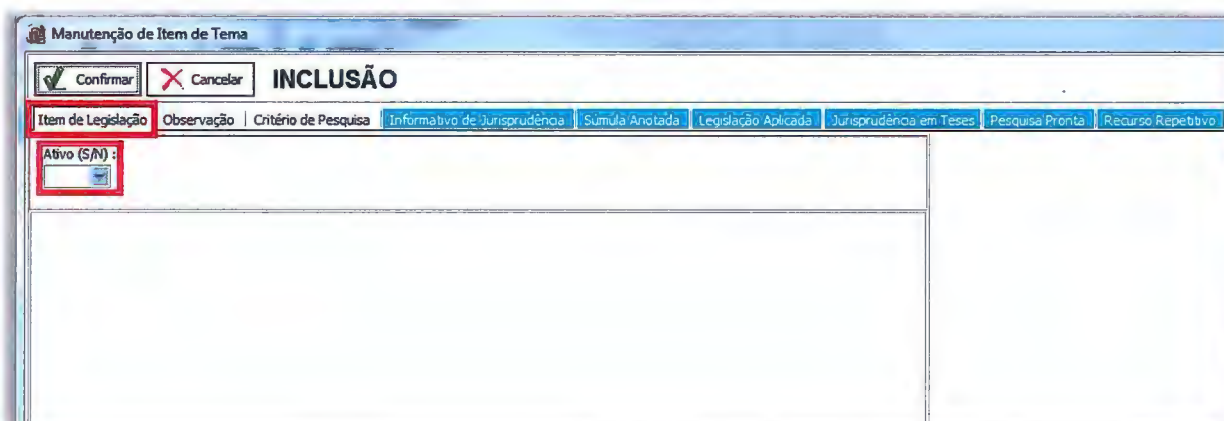 Manutenção de Item de Tema
Confirmar Cancelar INCLUSÃO
Item de Legislação Observação Critério de Pesquisa Informativo de Jurisprudência Súmula Anotada Legislação Aplicada Jurisprudência em Teses Pesquisa Pronta Recurso Repetitivo
Ativo (S/N) :